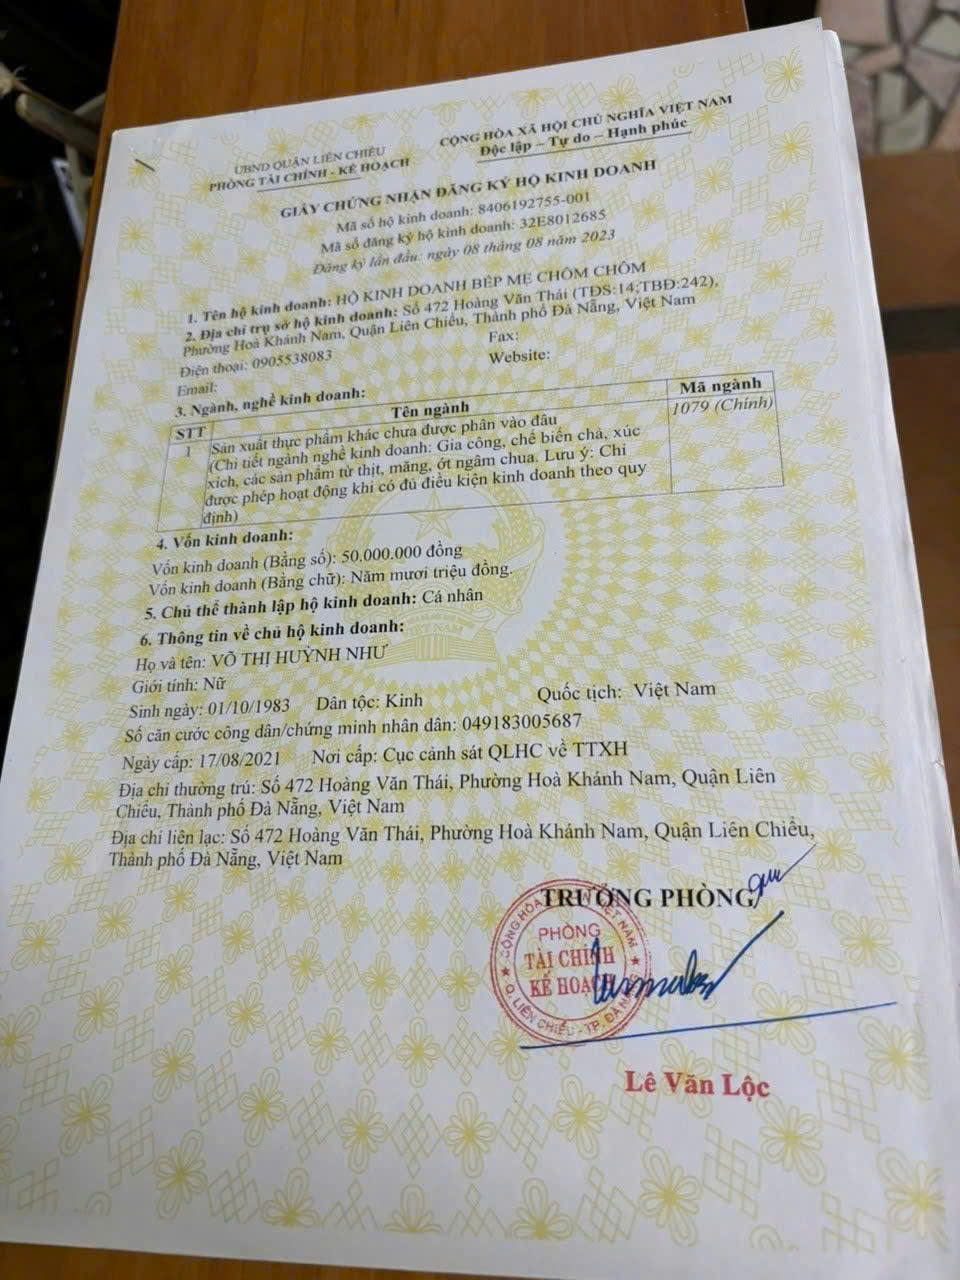 UBND QUẬN LIÊN CHIỂU
PHÒNG TÀI CHÍNH - KẾ HOẠCH
CỘNG HÒA XÃ HỘI CHỦ NGHĨA VIỆT NAM
Độc lập – Tự do – Hạnh phúc
GIẤY CHỨNG NHẬN ĐĂNG KÝ HỘ KINH DOANH
Mã số hộ kinh doanh: 8406192755-001
Mã số đăng ký hộ kinh doanh: 32E8012685
Đăng ký lần đầu: ngày 08 tháng 08 năm 2023
1. Tên hộ kinh doanh: HỘ KINH DOANH BẾP MẸ CHÔM CHÔM
2. Địa chỉ trụ sở hộ kinh doanh: Số 472 Hoàng Văn Thái (TĐS:14;TBĐ:242),
Phường Hoà Khánh Nam, Quận Liên Chiểu, Thành phố Đà Nẵng, Việt Nam
Điện thoại: 0905538083
Fax:
Email:
Website:
3. Ngành, nghề kinh doanh:
STT Tên ngành Mã ngành
1 Sản xuất thực phẩm khác chưa được phân vào đâu 1079 (Chính)
(Chi tiết ngành nghề kinh doanh: Gia công, chế biến chả, xúc
xích, các sản phẩm từ thịt, măng, ớt ngâm chua. Lưu ý: Chỉ
được phép hoạt động khi có đủ điều kiện kinh doanh theo quy
định)
4. Vốn kinh doanh:
Vốn kinh doanh (Bằng số): 50.000.000 đồng
Vốn kinh doanh (Bằng chữ): Năm mươi triệu đồng.
5. Chủ thể thành lập hộ kinh doanh: Cá nhân
6. Thông tin về chủ hộ kinh doanh:
Họ và tên: VÕ THỊ HUỲNH NHƯ
Giới tính: Nữ
Sinh ngày: 01/10/1983 Dân tộc: Kinh Quốc tịch: Việt Nam
Số căn cước công dân/chứng minh nhân dân: 049183005687
Ngày cấp: 17/08/2021 Nơi cấp: Cục cảnh sát QLHC về TTXH
Địa chỉ thường trú: Số 472 Hoàng Văn Thái, Phường Hoà Khánh Nam, Quận Liên
Chiểu, Thành phố Đà Nẵng, Việt Nam
Địa chỉ liên lạc: Số 472 Hoàng Văn Thái, Phường Hoà Khánh Nam, Quận Liên Chiểu,
Thành phố Đà Nẵng, Việt Nam
TRƯỞNG PHÒNG
CỘNG HÒA VIỆT NAM
PHÒNG
TÀI CHÍNH
KẾ HOẠCH
Q. LIÊN CHIỂU - TP. ĐÀ NẴNG
Lê Văn Lộc
VIỆT NAM